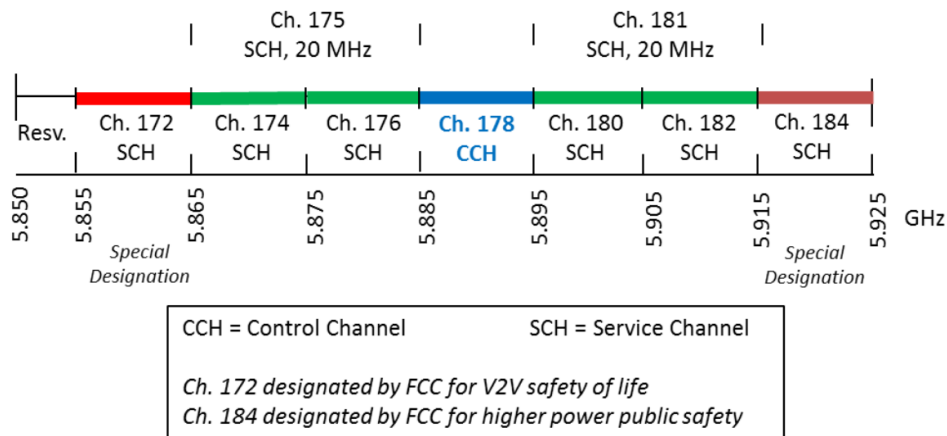 Ch. 175
SCH, 20 MHz
Ch. 181
SCH, 20 MHz
Resv.
Ch. 172
SCH
Ch. 174
SCH
Ch. 176
SCH
Ch. 178
CCH
Ch. 180
SCH
Ch. 182
SCH
Ch. 184
SCH
5.850
5.855
5.865
5.875
5.885
5.895
5.905
5.915
5.925
GHz
Special
Designation
Special
Designation
CCH = Control Channel
SCH = Service Channel
Ch. 172 designated by FCC for V2V safety of life
Ch. 184 designated by FCC for higher power public safety